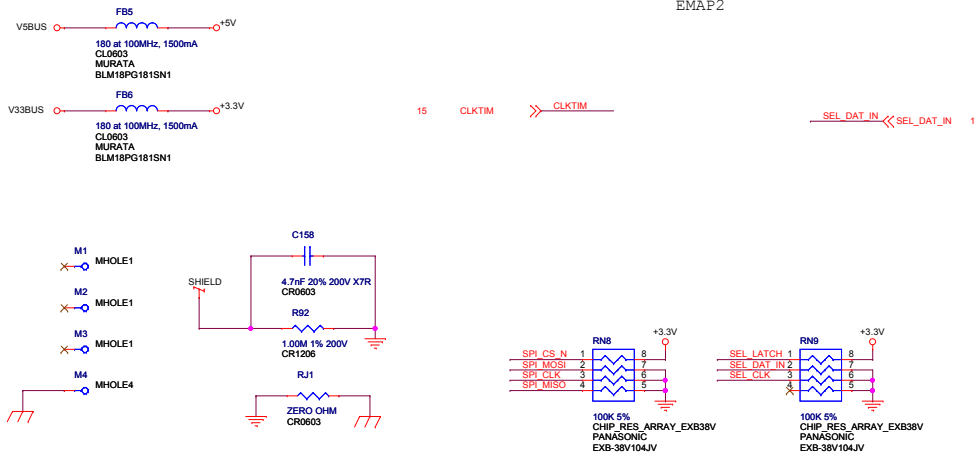 EMAP2
FB5
V5BUS
+5V
180 at 100MHz, 1500mA
CL0603
MURATA
BLM18PG181SN1
FB6
V33BUS
+3.3V
180 at 100MHz, 1500mA
CL0603
MURATA
BLM18PG181SN1
15 CLKTIM CLKTIM
SEL_DAT_IN SEL_DAT_IN 1
M1
MHOLE1
M2
MHOLE1
M3
MHOLE1
M4
MHOLE4
C158
4.7nF 20% 200V X7R
CR0603
SHIELD
R92
1.00M 1% 200V
CR1206
RJ1
ZERO OHM
CR0603
RN8
+3.3V
SPI_CS_N 1 8
SPI_MOSI 2 7
SPI_CLK 3 6
SPI_MISO 4 5
100K 5%
CHIP_RES_ARRAY_EXB38V
PANASONIC
EXB-38V104JV
RN9
+3.3V
SEL_LATCH 1 8
SEL_DAT_IN 2 7
SEL_CLK 3 6
4 5
100K 5%
CHIP_RES_ARRAY_EXB38V
PANASONIC
EXB-38V104JV